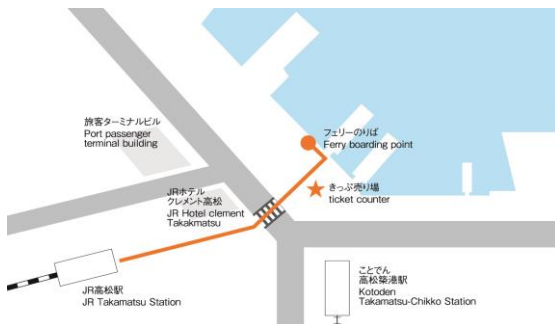 旅客ターミナルビル
Port passenger
terminal building
フェリーのりば
Ferry boarding point
きっぷ売り場
ticket counter
JRホテル
クレメント高松
JR Hotel clement
Takakmatsu
JR高松駅
JR Takamatsu Station
ことでん
高松築港駅
Kotoden
Takamatsu-Chikko Station